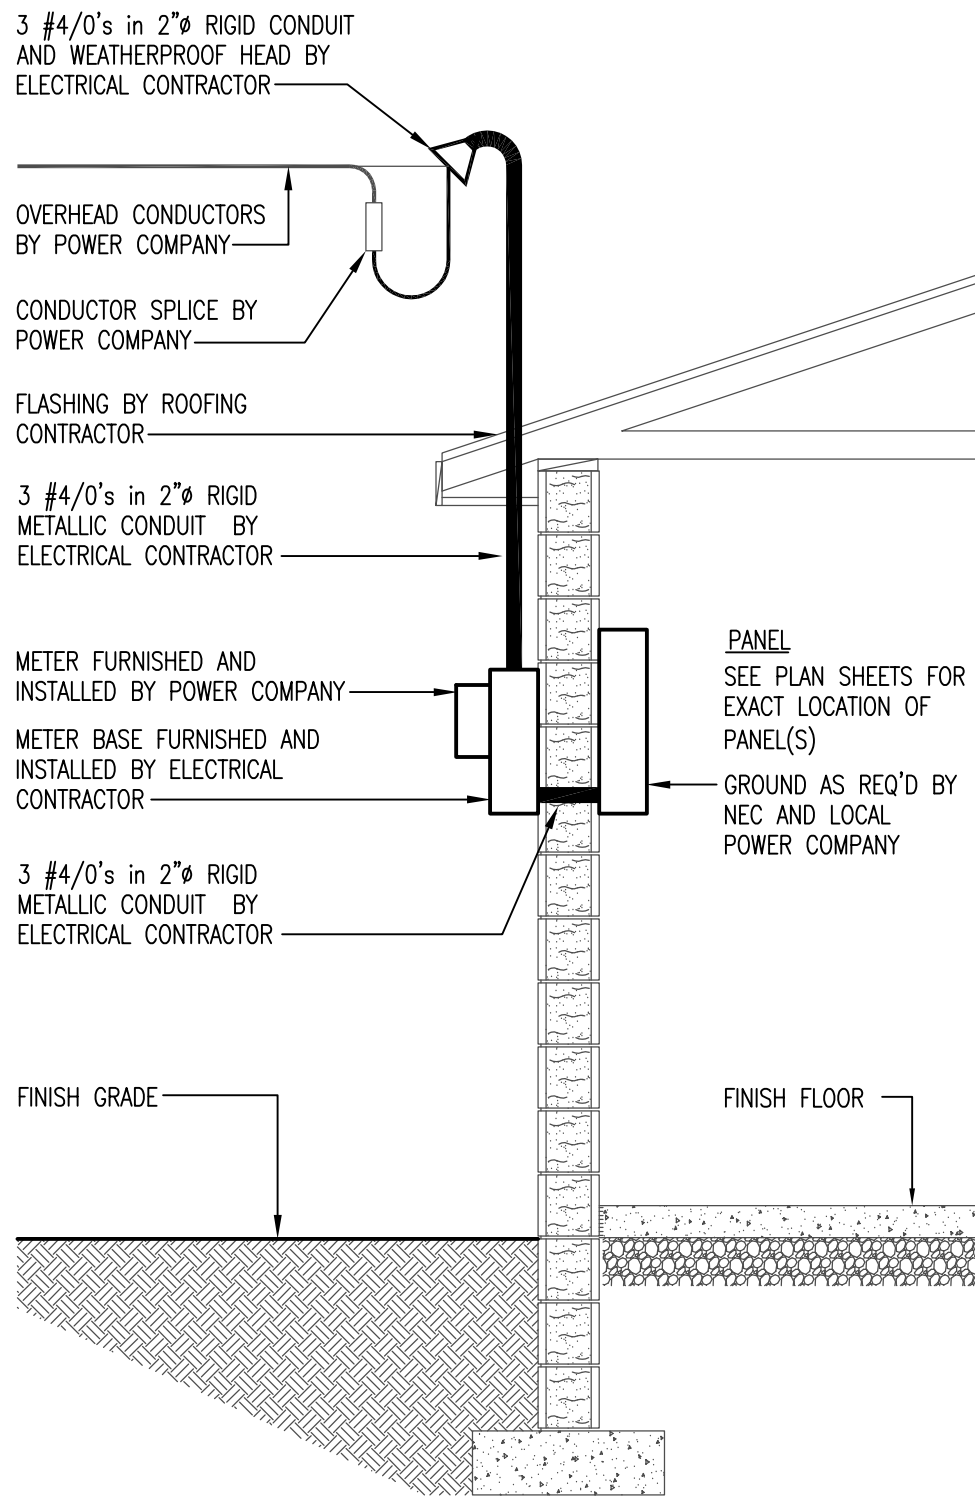 3 #4/0's in 2"ø RIGID CONDUIT
AND WEATHERPROOF HEAD BY
ELECTRICAL CONTRACTOR
OVERHEAD CONDUCTORS
BY POWER COMPANY
CONDUCTOR SPLICE BY
POWER COMPANY
FLASHING BY ROOFING
CONTRACTOR
3 #4/0's in 2"ø RIGID
METALLIC CONDUIT BY
ELECTRICAL CONTRACTOR
METER FURNISHED AND
INSTALLED BY POWER COMPANY
METER BASE FURNISHED AND
INSTALLED BY ELECTRICAL
CONTRACTOR
3 #4/0's in 2"ø RIGID
METALLIC CONDUIT BY
ELECTRICAL CONTRACTOR
PANEL
SEE PLAN SHEETS FOR
EXACT LOCATION OF
PANEL(S)
GROUND AS REQ'D BY
NEC AND LOCAL
POWER COMPANY
FINISH GRADE
FINISH FLOOR